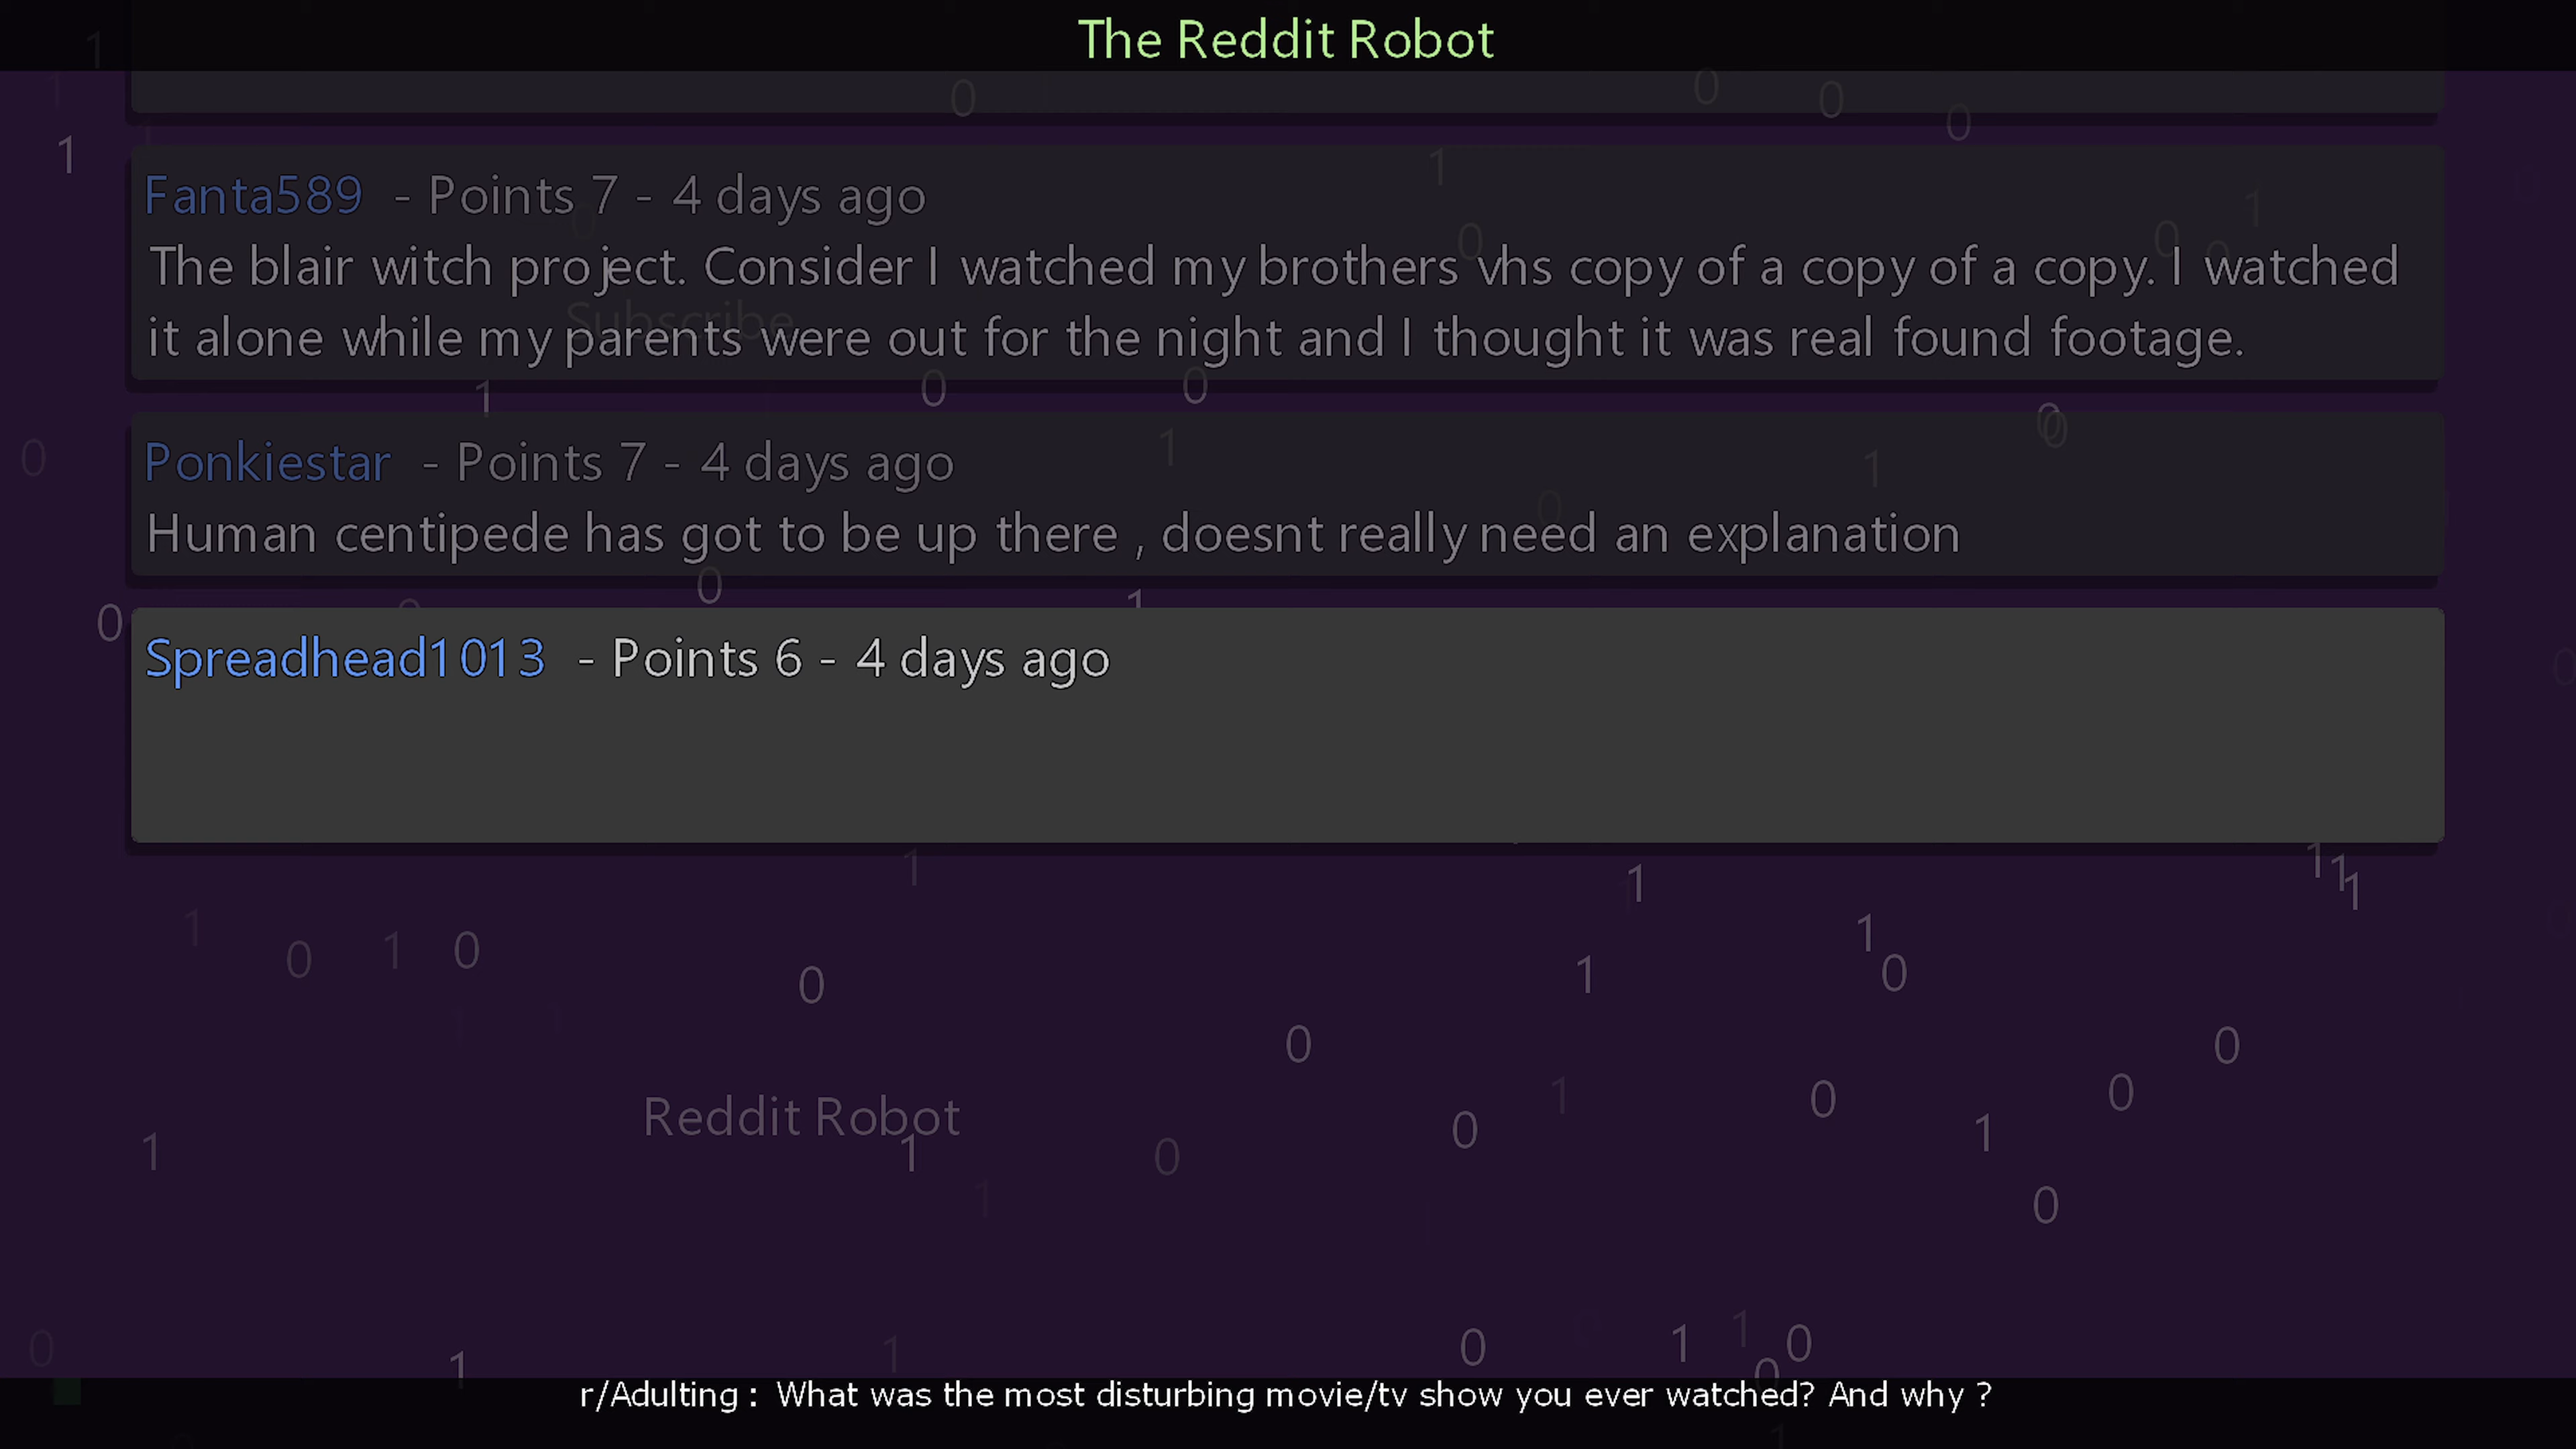 The Reddit Robot
Fanta589 - Points 7 - 4 days ago
The blair witch project. Consider I watched my brothers vhs copy of a copy of a copy. I watched
Subscribe
it alone while my parents were out for the night and I thought it was real found footage.
Ponkiestar - Points 7 - 4 days ago
Human centipede has got to be up there , doesnt really need an explanation
Spreadhead1013 - Points 6 - 4 days ago
Reddit Robot
r/Adulting : What was the most disturbing movie/tv show you ever watched? And why ?